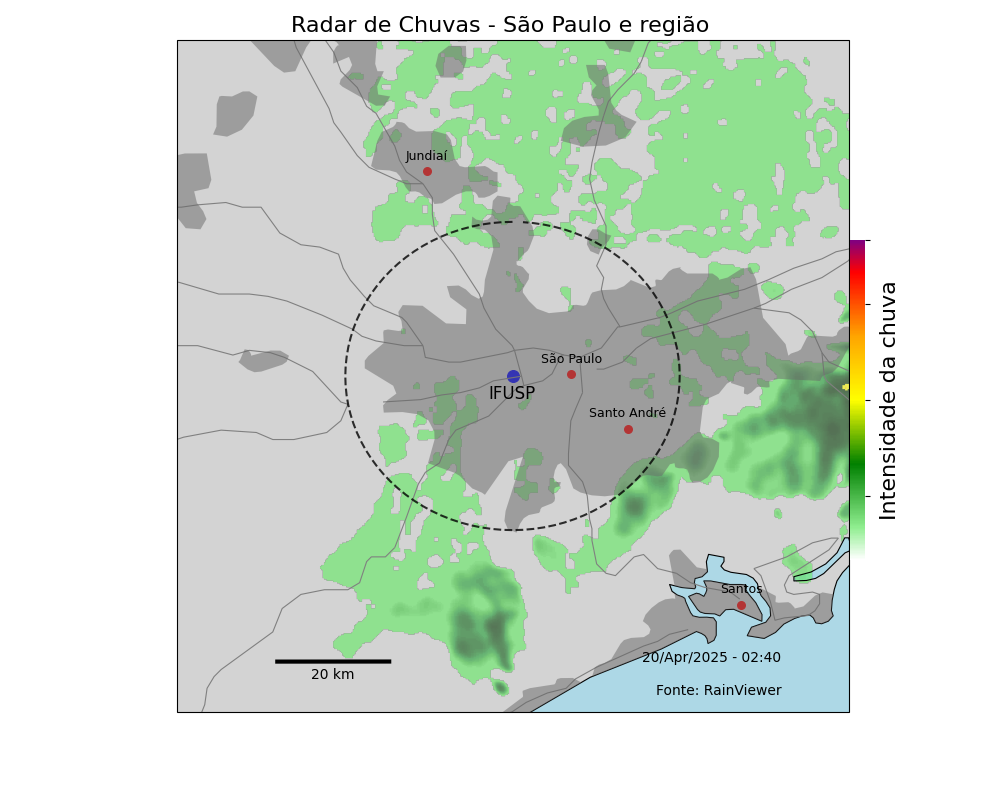 Radar de Chuvas - São Paulo e região
Jundiaí
São Paulo
IFUSP
Santo André
Intensidade da chuva
Santos
20/Apr/2025 - 02:40
20 km
Fonte: RainViewer